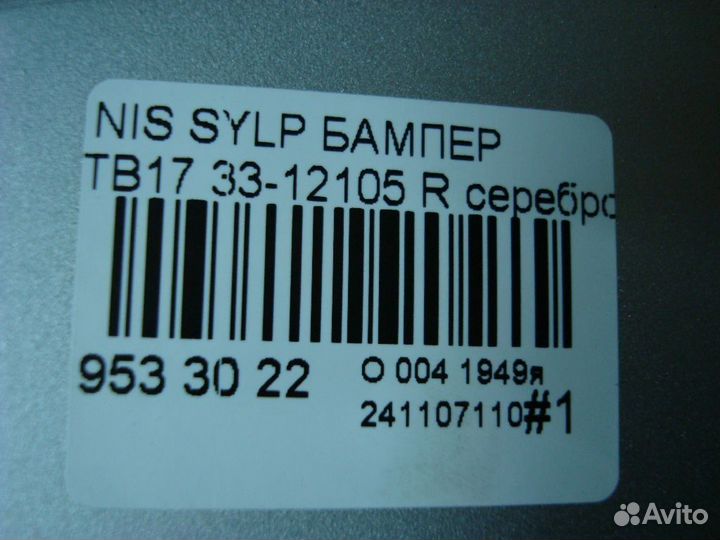 NIS SYLP БАМПЕР
TB17 33-12105 R серебро
953 30 22
O 004 1949я
241107110#1
Avito